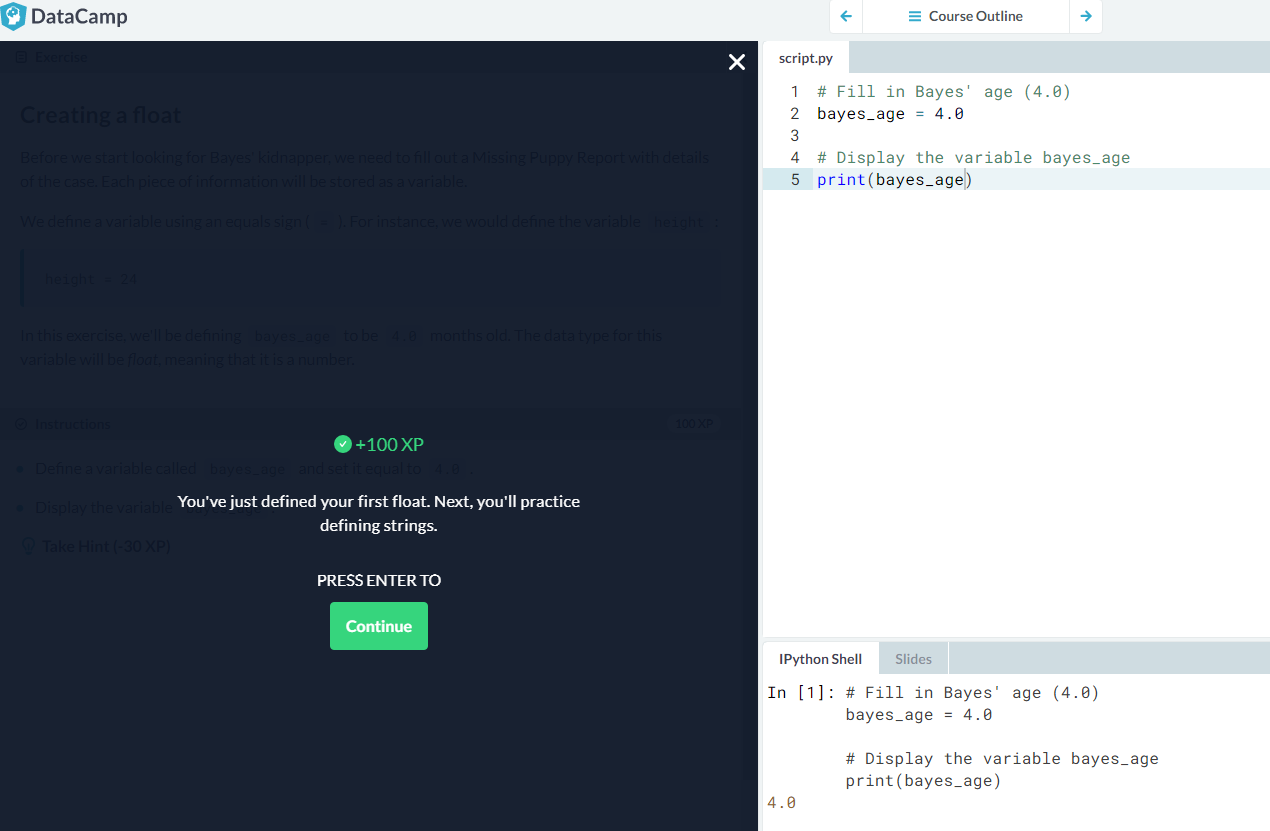 DataCamp
Course Outline
Exercise
Creating a float
Before we start looking for Bayes' kidnapper, we need to fill out a Missing Puppy Report with details
of the case. Each piece of information will be stored as a variable.
We define a variable using an equals sign ( = ). For instance, we would define the variable height :
height = 24
In this exercise, we'll be defining bayes_age to be 4.0 months old. The data type for this
variable will be float, meaning that it is a number.
Instructions
100 XP
Define a variable called bayes_age and set it equal to 4.0 .
Display the variable
Take Hint (-30 XP)
+100 XP
You've just defined your first float. Next, you'll practice
defining strings.
PRESS ENTER TO
Continue
script.py
1 # Fill in Bayes' age (4.0)
2 bayes_age = 4.0
3
4 # Display the variable bayes_age
5 print(bayes_age)
IPython Shell
Slides
In [1]: # Fill in Bayes' age (4.0)
bayes_age = 4.0
# Display the variable bayes_age
print(bayes_age)
4.0